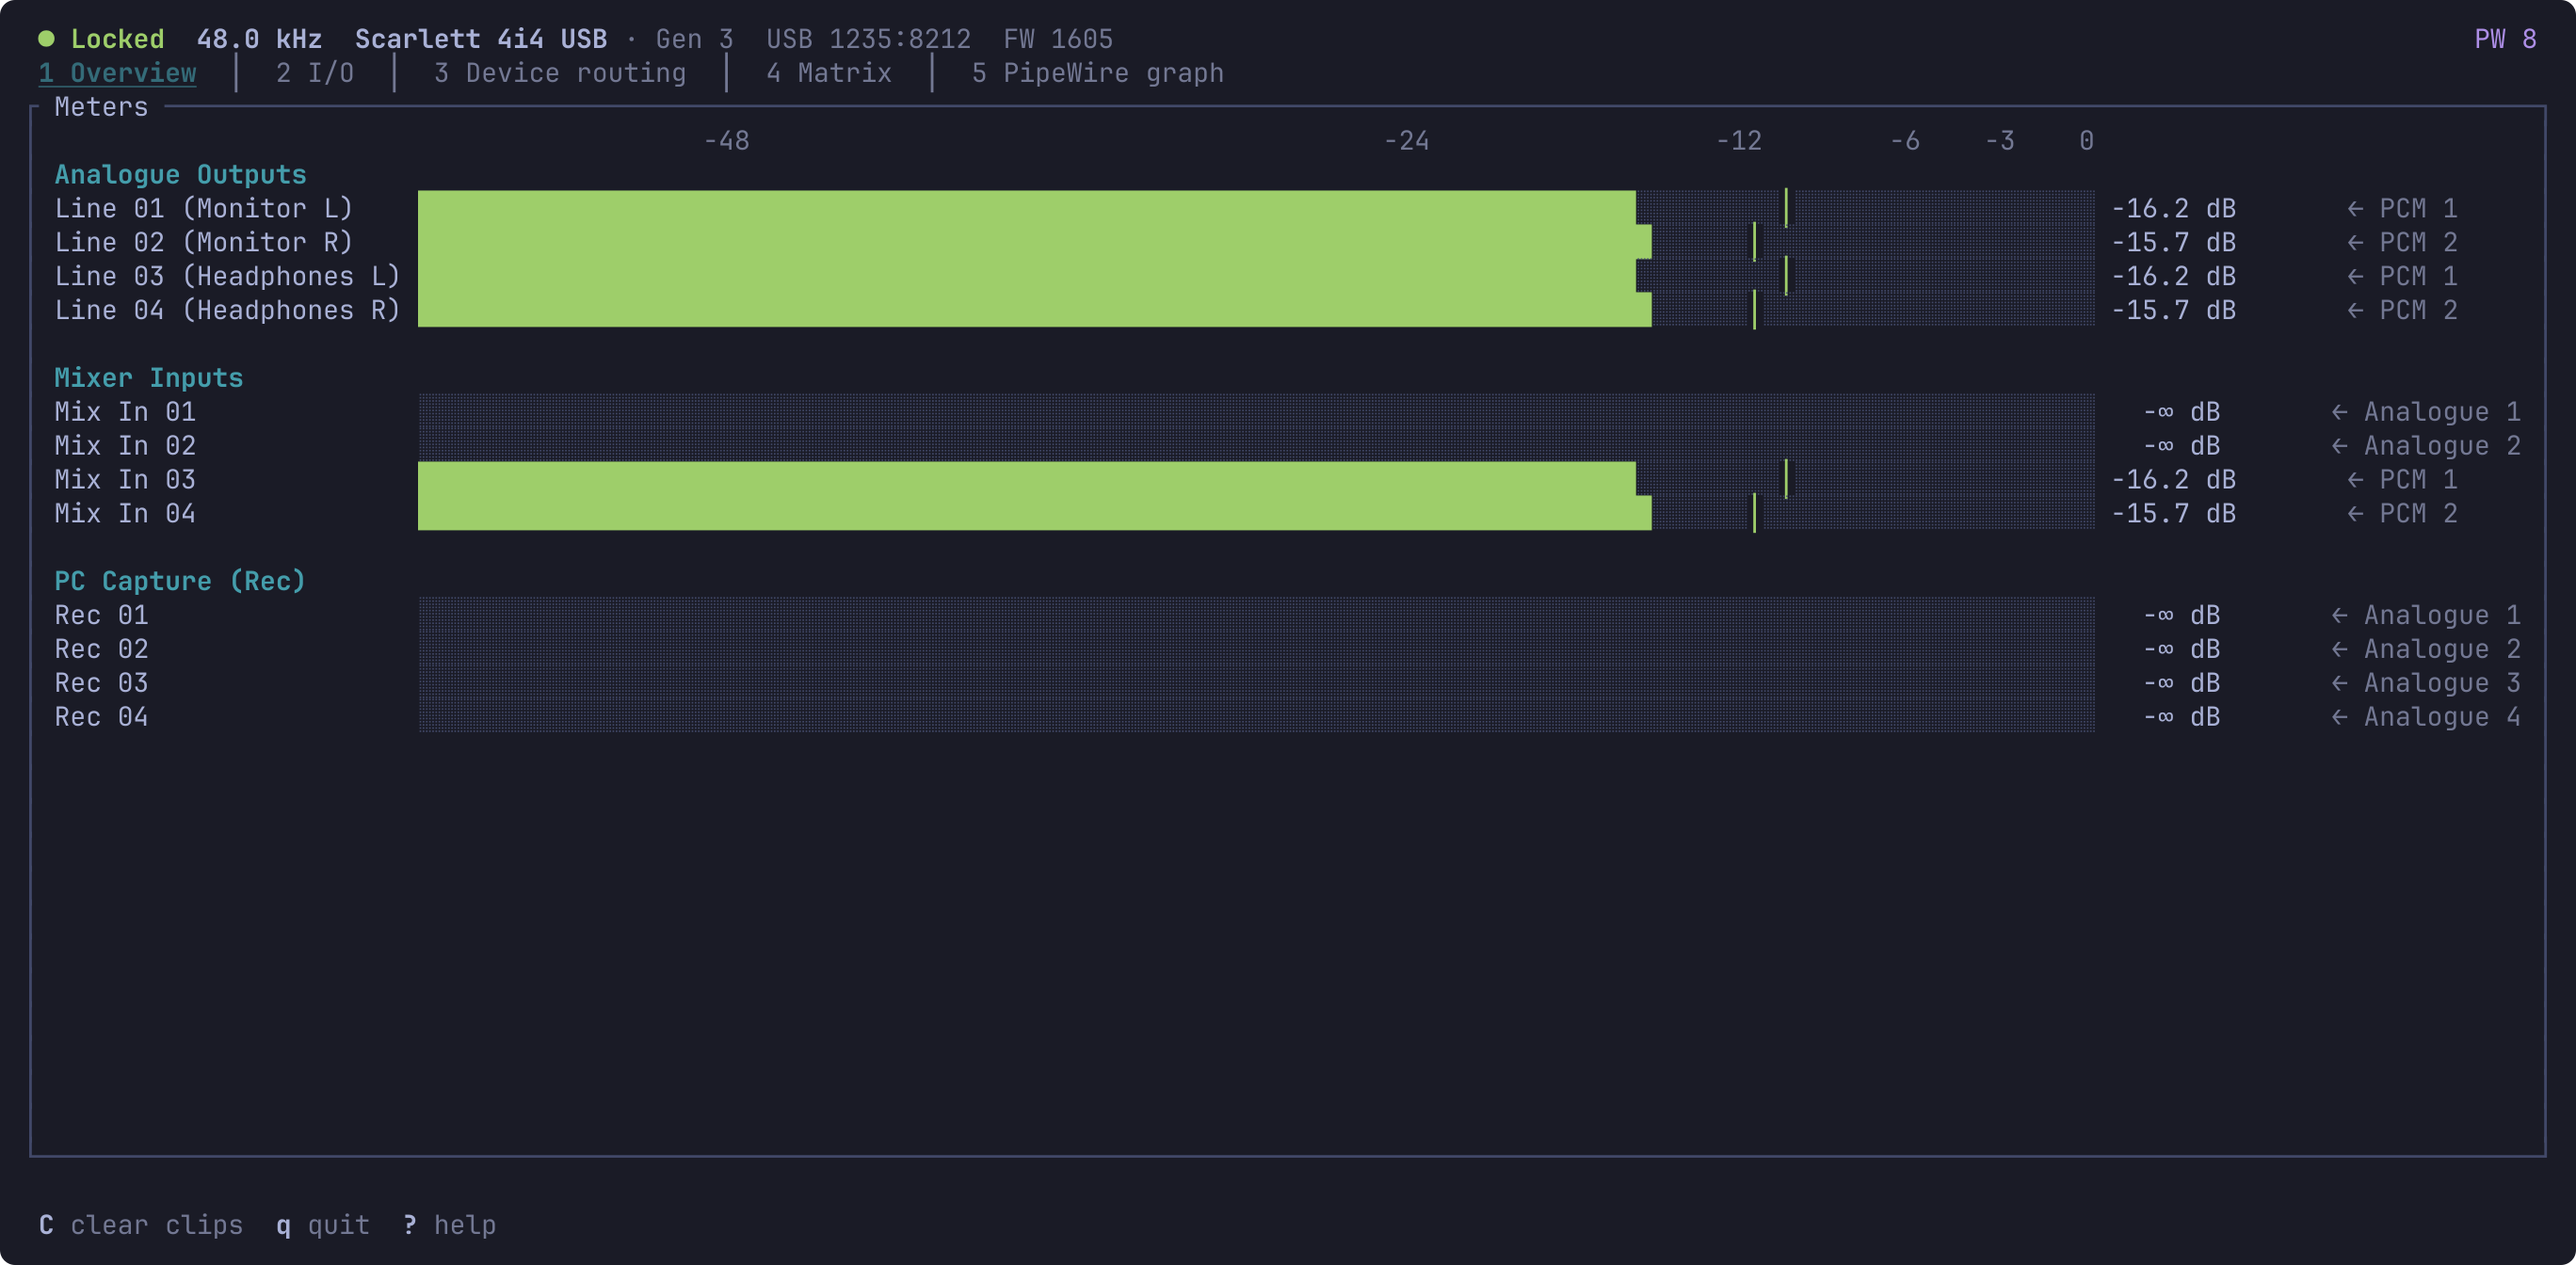 ● Locked  48.0 kHz  Scarlett 4i4 USB · Gen 3  USB 1235:8212  FW 1605  PW 8
1 Overview │ 2 I/O │ 3 Device routing │ 4 Matrix │ 5 PipeWire graph
Meters
-48 -24 -12 -6 -3 0
Analogue Outputs
Line 01 (Monitor L) -16.2 dB ← PCM 1
Line 02 (Monitor R) -15.7 dB ← PCM 2
Line 03 (Headphones L) -16.2 dB ← PCM 1
Line 04 (Headphones R) -15.7 dB ← PCM 2
Mixer Inputs
Mix In 01 -∞ dB ← Analogue 1
Mix In 02 -∞ dB ← Analogue 2
Mix In 03 -16.2 dB ← PCM 1
Mix In 04 -15.7 dB ← PCM 2
PC Capture (Rec)
Rec 01 -∞ dB ← Analogue 1
Rec 02 -∞ dB ← Analogue 2
Rec 03 -∞ dB ← Analogue 3
Rec 04 -∞ dB ← Analogue 4
C clear clips  q quit  ? help